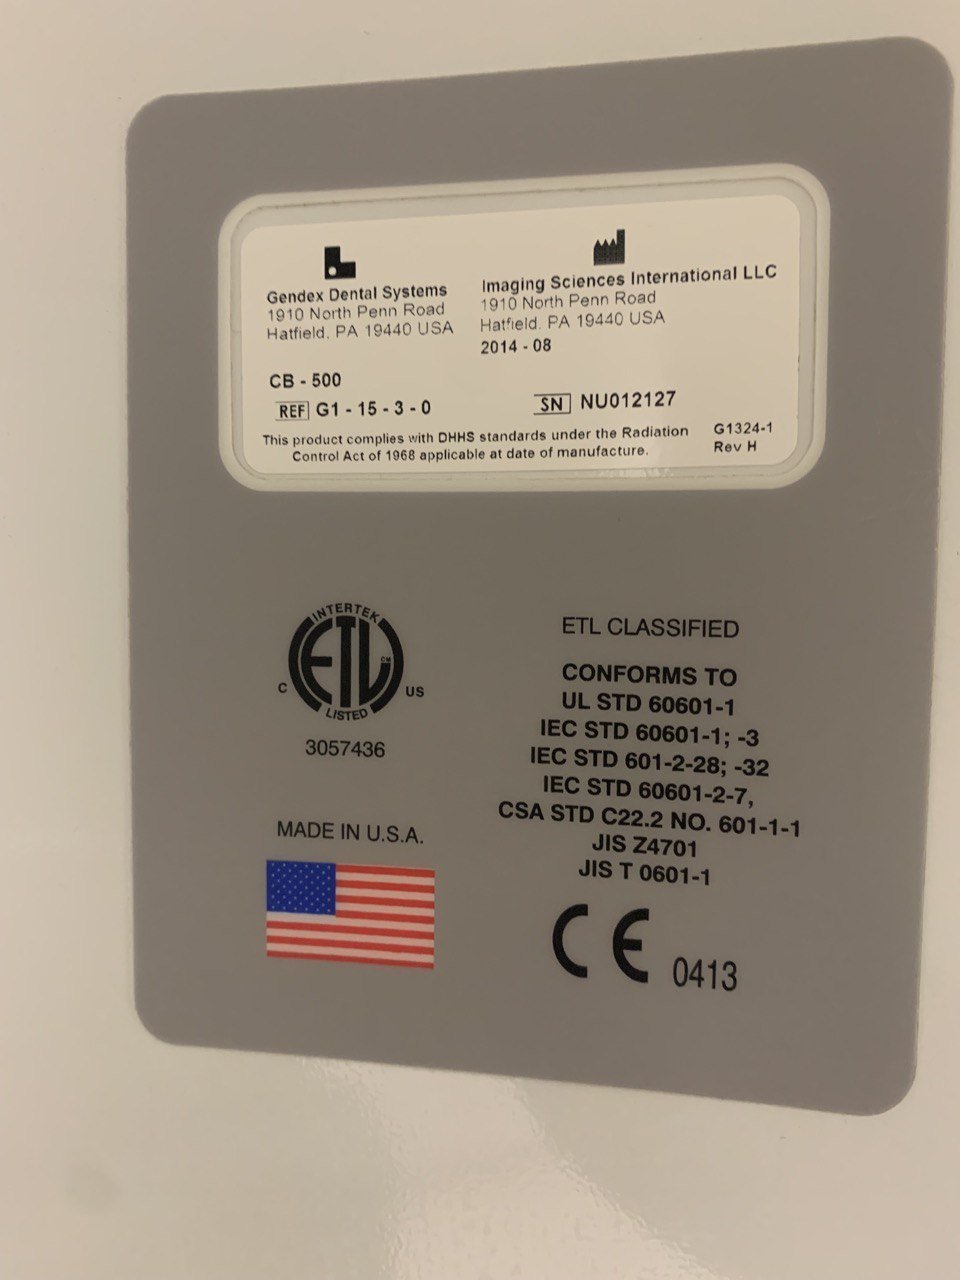 Gendex Dental Systems
1910 North Penn Road
Hatfield, PA 19440 USA
Imaging Sciences International LLC
1910 North Penn Road
Hatfield, PA 19440 USA
2014 - 08
CB - 500
REF G1 - 15 - 3 - 0
SN NU012127
This product complies with DHHS standards under the Radiation
Control Act of 1968 applicable at date of manufacture.
G1324-1
Rev H
INTERTEK
ETL CM
C US
LISTED
3057436
MADE IN U.S.A.
ETL CLASSIFIED
CONFORMS TO
UL STD 60601-1
IEC STD 60601-1; -3
IEC STD 601-2-28; -32
IEC STD 60601-2-7,
CSA STD C22.2 NO. 601-1-1
JIS Z4701
JIS T 0601-1
CE 0413